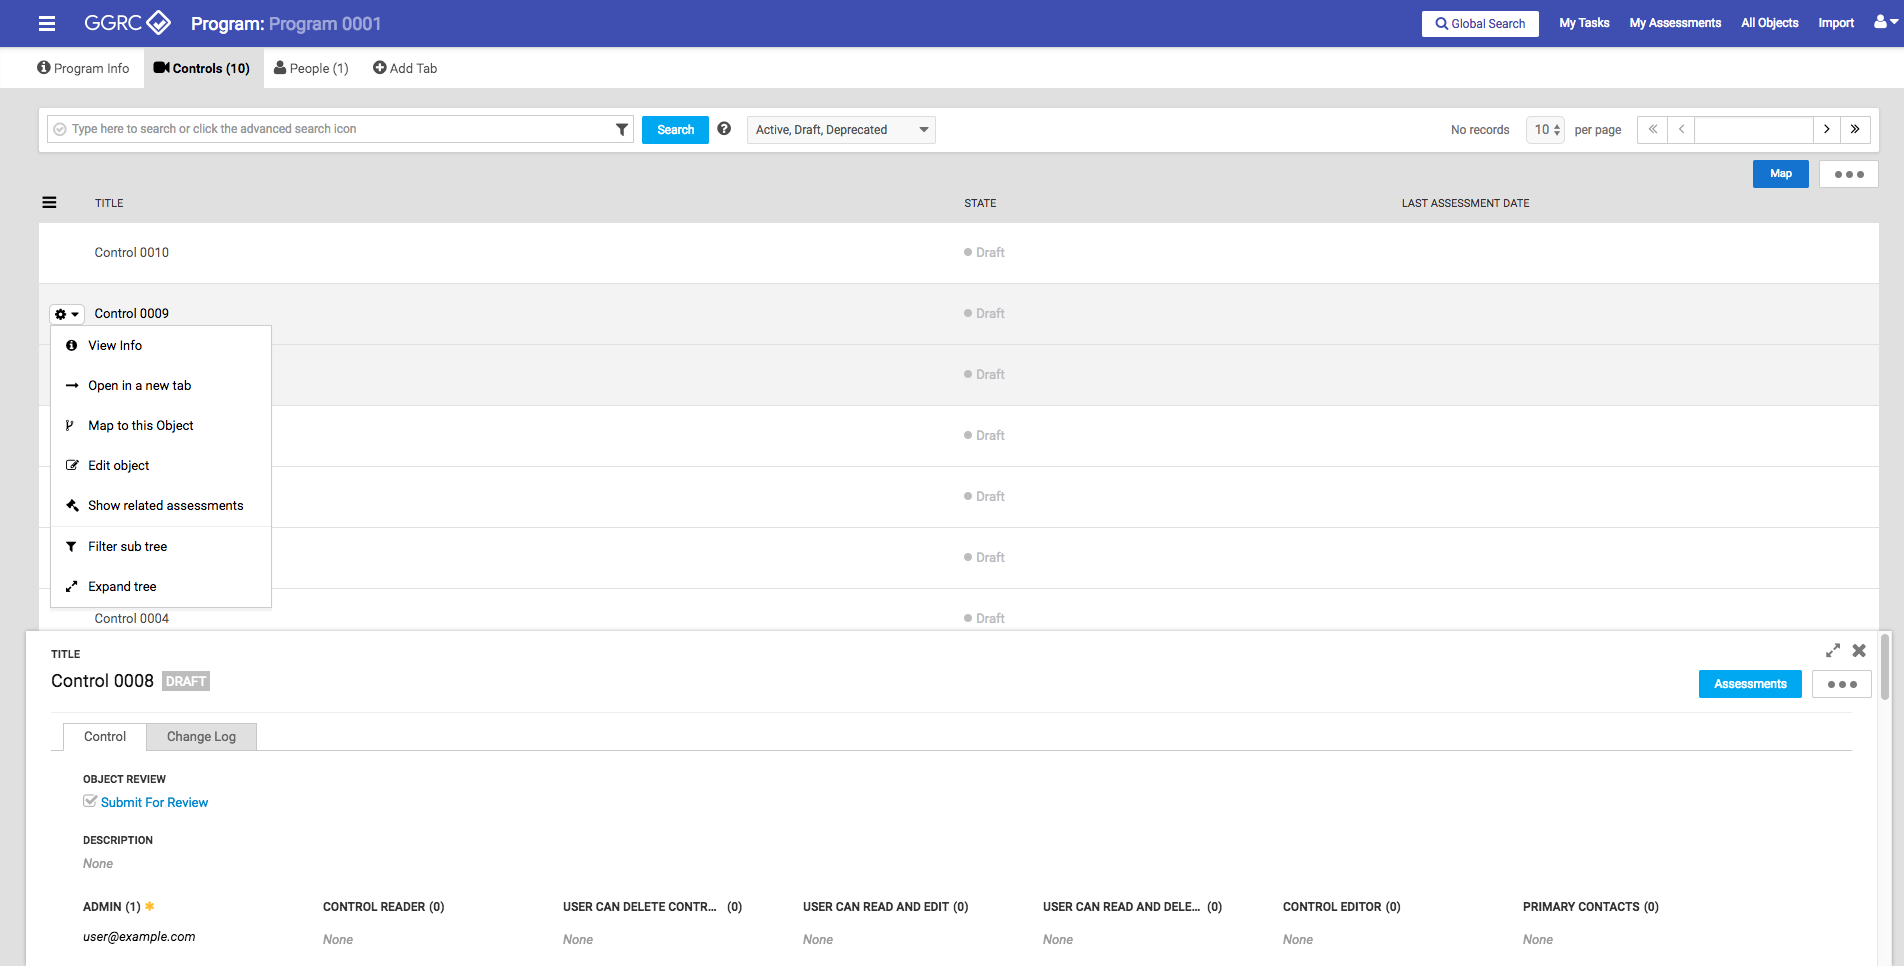 GGRC Program: Program 0001 Global Search My Tasks My Assessments All Objects Import
Program Info Controls (10) People (1) Add Tab
Type here to search or click the advanced search icon Search Active, Draft, Deprecated No records 10 per page
Map
TITLE STATE LAST ASSESSMENT DATE
Control 0010 Draft
Control 0009 Draft
View Info
Draft
Open in a new tab
Map to this Object
Draft
Edit object
Draft
Show related assessments
Filter sub tree
Draft
Expand tree
Control 0004 Draft
TITLE
Control 0008 DRAFT
Assessments
Control Change Log
OBJECT REVIEW
Submit For Review
DESCRIPTION
None
ADMIN (1) CONTROL READER (0) USER CAN DELETE CONTR... (0) USER CAN READ AND EDIT (0) USER CAN READ AND DELE... (0) CONTROL EDITOR (0) PRIMARY CONTACTS (0)
user@example.com None None None None None None